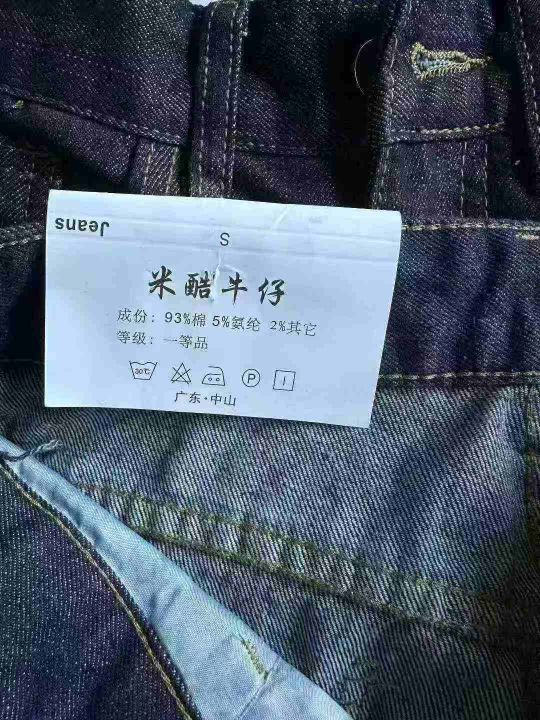 Jeans
S
米酷牛仔
成份: 93%棉 5%氨纶 2%其它
等级: 一等品
30℃ P
广东·中山